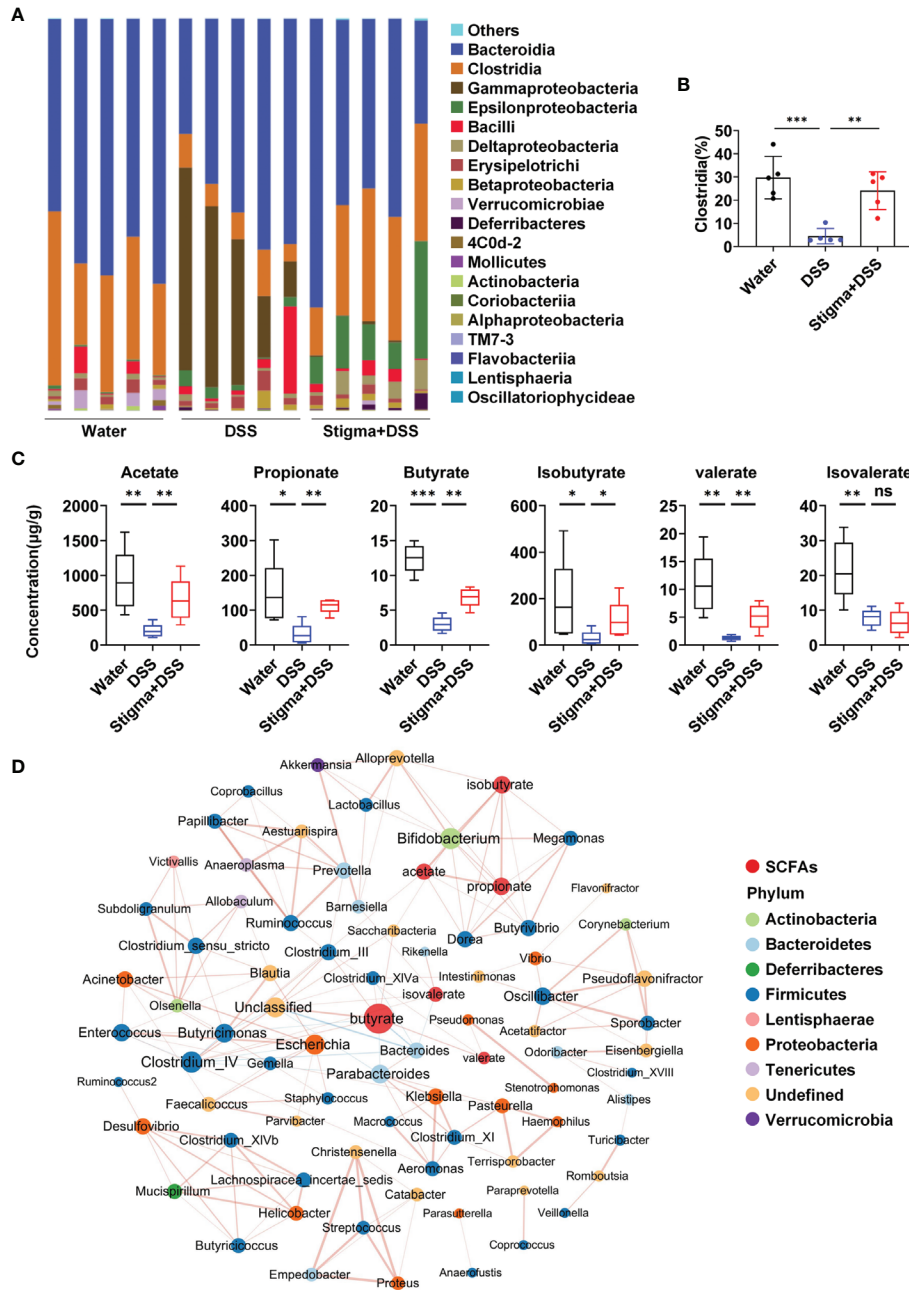 A
Others
Bacteroidia
Clostridia
Gammaproteobacteria
Epsilonproteobacteria
Bacilli
Deltaproteobacteria
Erysipelotrichi
Betaproteobacteria
Verrucomicrobiae
Deferribacteres
4C0d-2
Mollicutes
Actinobacteria
Coriobacteriia
Alphaproteobacteria
TM7-3
Flavobacteriia
Lentisphaeria
Oscillatoriophycideae
Water DSS Stigma+DSS
B
*** **
Clostridia(%)
50
40
30
20
10
0
Water DSS Stigma+DSS
C
Concentration(μg/g)
Acetate
** **
2000
1500
1000
500
0
Water DSS Stigma+DSS
Propionate
* **
400
300
200
100
0
Water DSS Stigma+DSS
Butyrate
*** **
20
15
10
5
0
Water DSS Stigma+DSS
Isobutyrate
* *
600
400
200
0
Water DSS Stigma+DSS
valerate
** **
25
20
15
10
5
0
Water DSS Stigma+DSS
Isovalerate
** ns
40
30
20
10
0
Water DSS Stigma+DSS
D
Akkermansia
Alloprevotella
Coprobacillus
Lactobacillus
isobutyrate
Papillibacter
Aestuariispira
Bifidobacterium
Megamonas
Victivallis
Anaeroplasma
Prevotella
acetate
propionate
Flavonifractor
Subdoligranulum
Allobaculum
Barnesiella
Ruminococcus
Saccharibacteria
Dorea
Butyrivibrio
Corynebacterium
Clostridium_sensu_stricto
Clostridium_III
Rikenella
Vibrio
Acinetobacter
Blautia
Clostridium_XIVa
Intestinimonas
Pseudoflavonifractor
Olsenella
Unclassified
isovalerate
Oscillibacter
Enterococcus
Butyricimonas
butyrate
Pseudomonas
Acetatifactor
Sporobacter
Escherichia
Bacteroides
valerate
Odoribacter
Eisenbergiella
Clostridium_IV
Gemella
Parabacteroides
Clostridium_XVIII
Ruminococcus2
Stenotrophomonas
Faecalicoccus
Staphylococcus
Klebsiella
Pasteurella
Alistipes
Desulfovibrio
Parvibacter
Macrococcus
Haemophilus
Clostridium_XIVb
Clostridium_XI
Turicibacter
Christensenella
Terrisporobacter
Mucispirillum
Lachnospiracea_incertae_sedis
Aeromonas
Romboutsia
Catabacter
Paraprevotella
Helicobacter
Parasutterella
Veillonella
Streptococcus
Butyricicoccus
Coprococcus
Empedobacter
Proteus
Anaerofustis
SCFAs
Phylum
Actinobacteria
Bacteroidetes
Deferribacteres
Firmicutes
Lentisphaerae
Proteobacteria
Tenericutes
Undefined
Verrucomicrobia